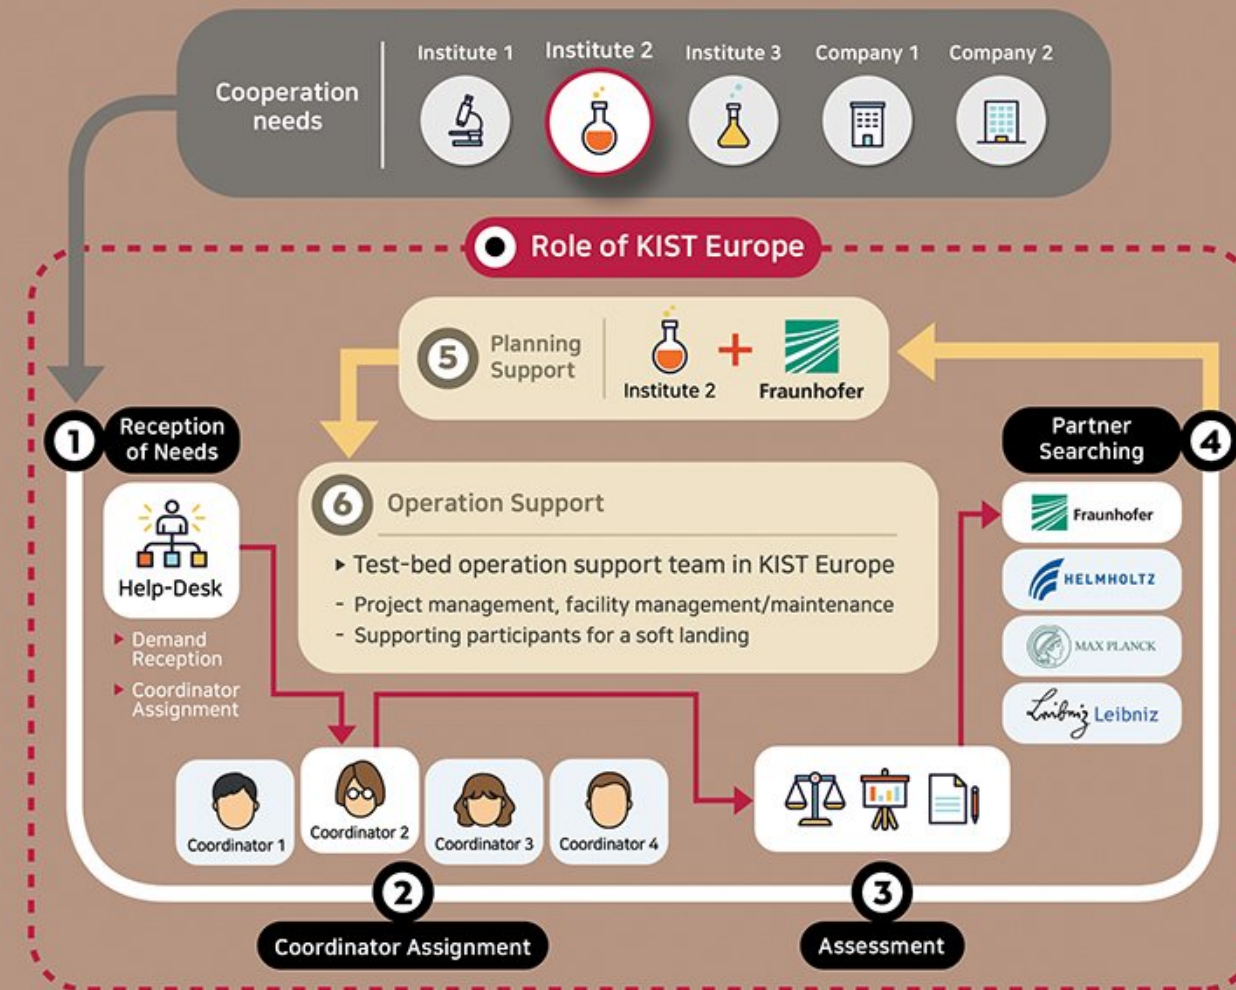 Cooperation
needs
Institute 1
Institute 2
Institute 3
Company 1
Company 2
Role of KIST Europe
5
Planning
Support
Institute 2
Fraunhofer
1
Reception
of Needs
Help-Desk
▸ Demand
Reception
▸ Coordinator
Assignment
6
Operation Support
▸ Test-bed operation support team in KIST Europe
- Project management, facility management/maintenance
- Supporting participants for a soft landing
Partner
Searching
4
Fraunhofer
HELMHOLTZ
MAX PLANCK
Leibniz Leibniz
Coordinator 1
Coordinator 2
Coordinator 3
Coordinator 4
2
Coordinator Assignment
3
Assessment